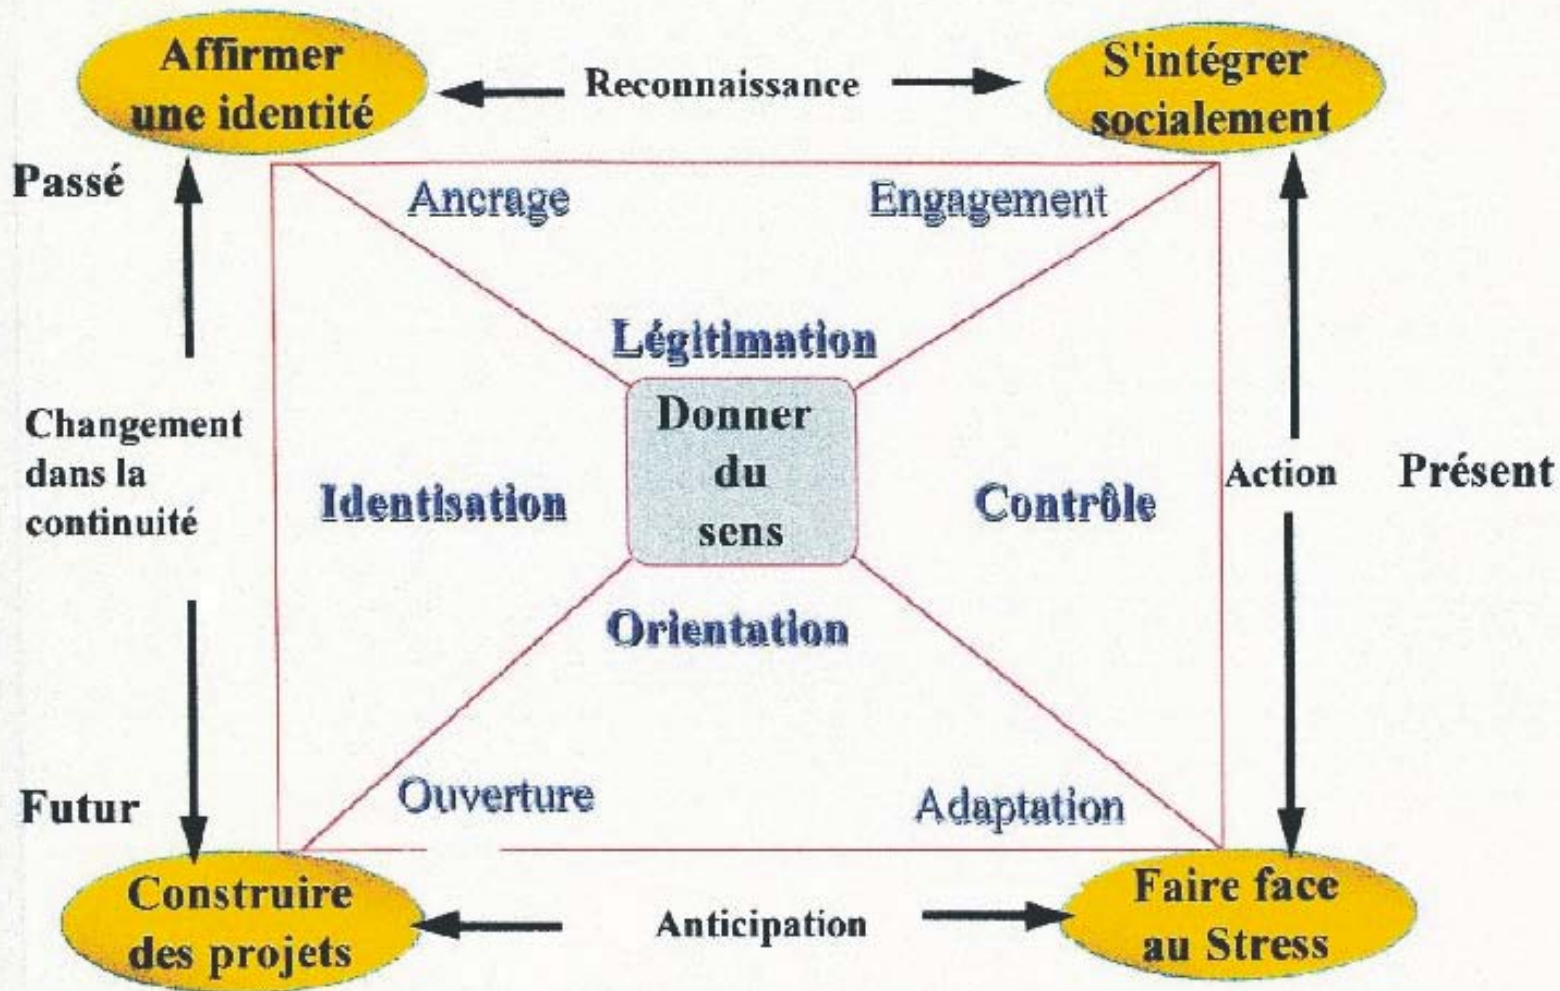 Affirmer
une identité
Reconnaissance
S'intégrer
socialement
Passé
Ancrage
Engagement
Légitimation
Changement
dans la
continuité
Identisation
Donner
du
sens
Contrôle
Action
Présent
Orientation
Futur
Ouverture
Adaptation
Construire
des projets
Anticipation
Faire face
au Stress